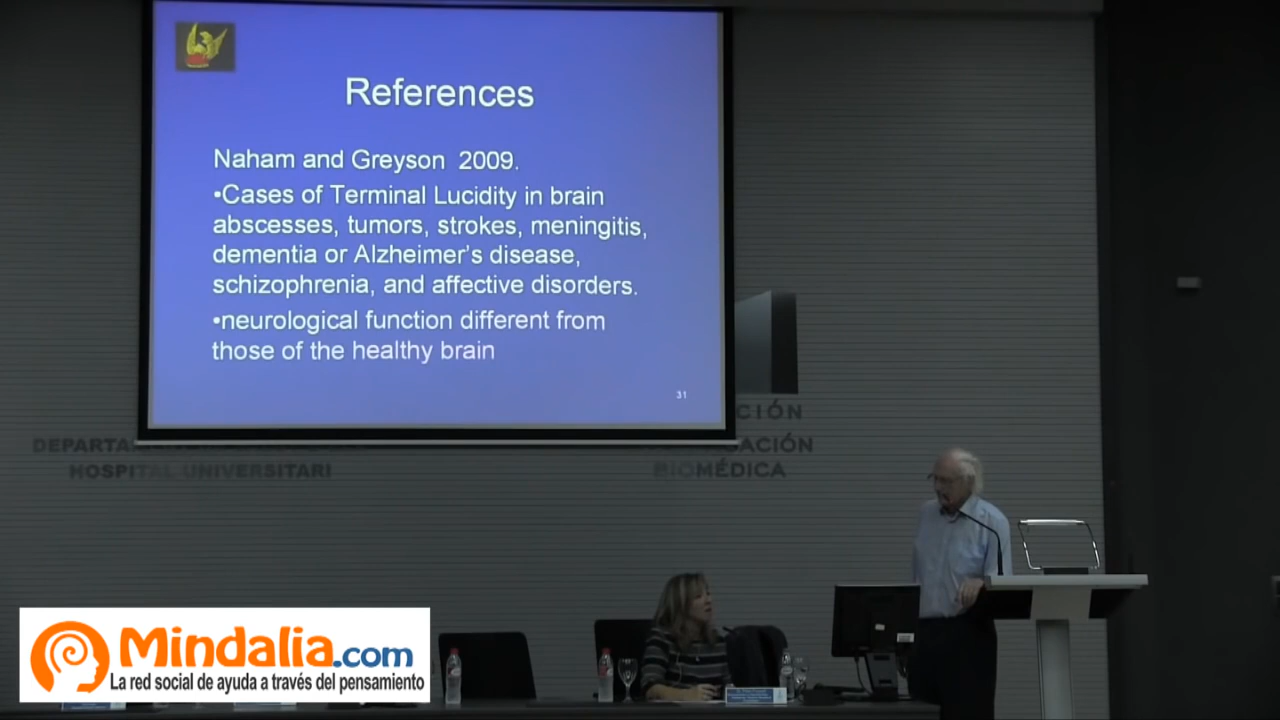 References
Naham and Greyson 2009.
•Cases of Terminal Lucidity in brain
abscesses, tumors, strokes, meningitis,
dementia or Alzheimer's disease,
schizophrenia, and affective disorders.
•neurological function different from
those of the healthy brain
31
HOSPITAL UNIVERSITARI
BIOMÉDICA
Mindalia.com
La red social de ayuda a través del pensamiento